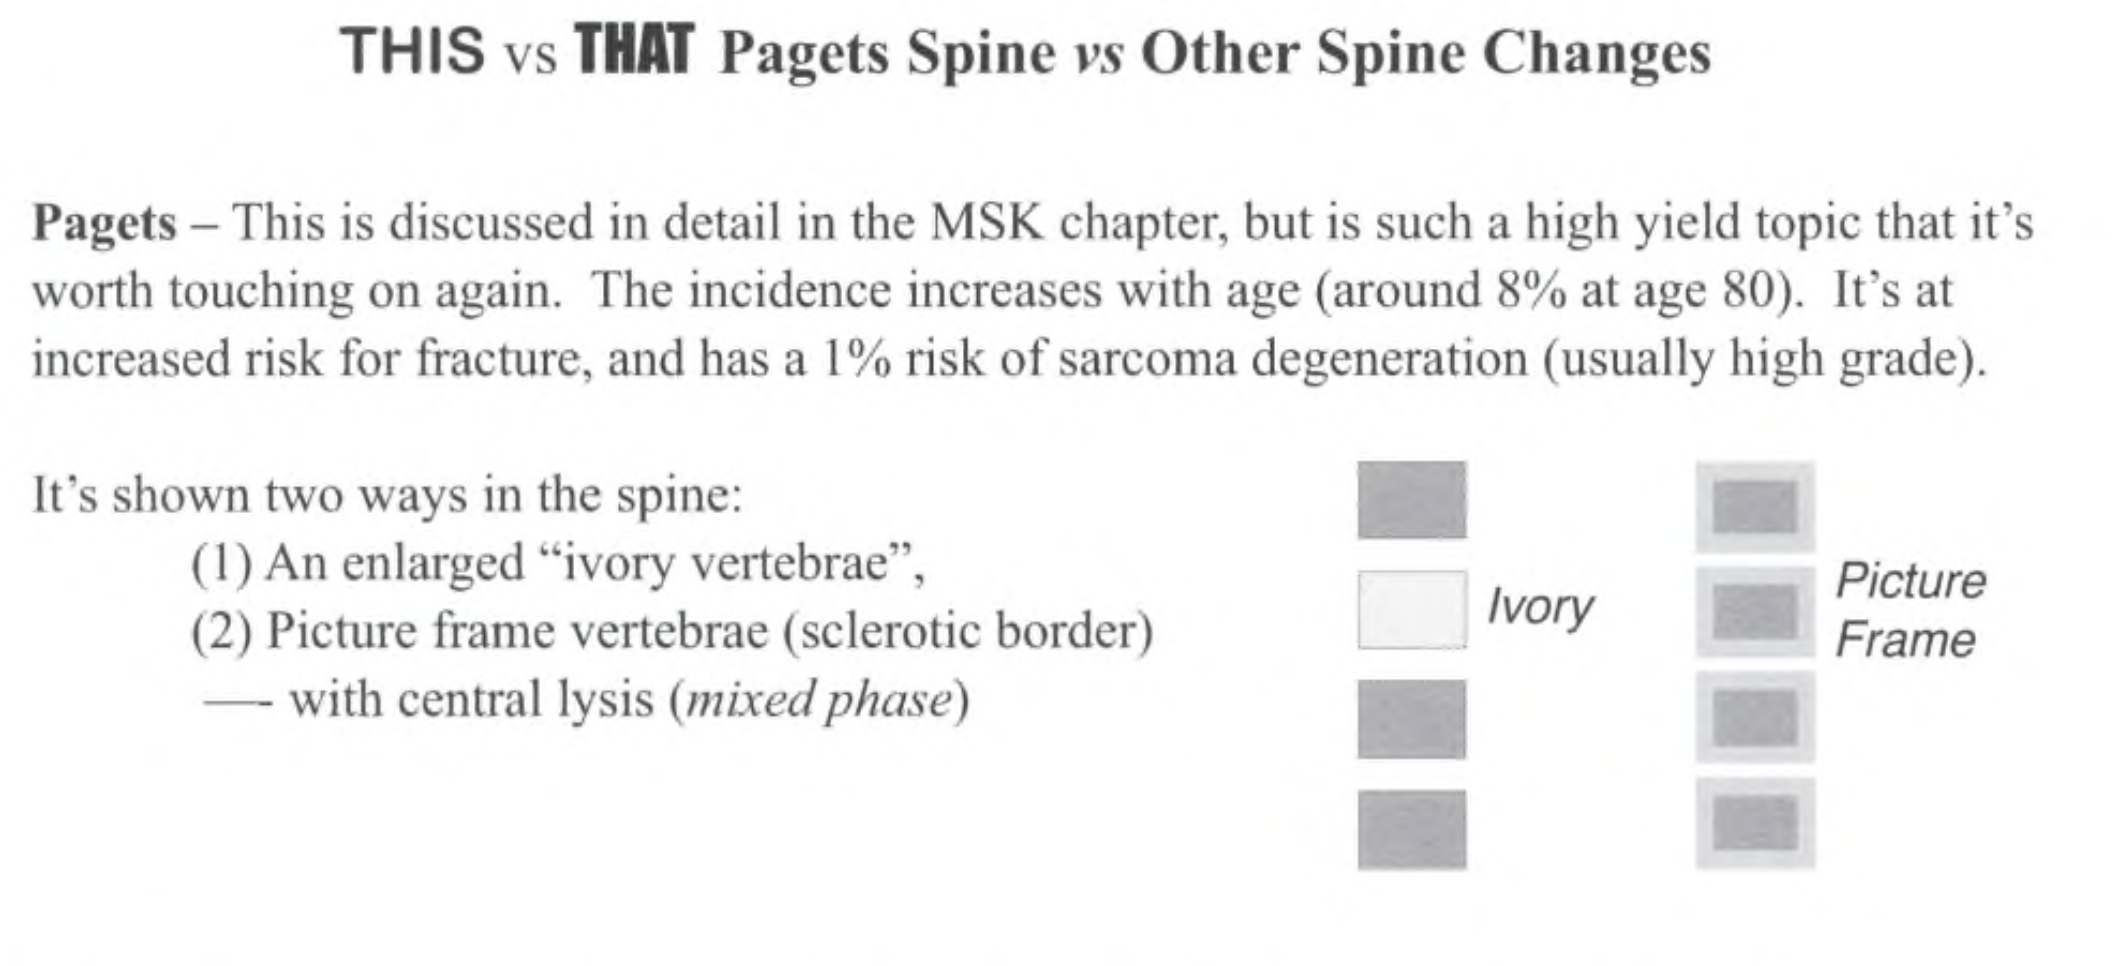 THIS vs THAT Pagets Spine vs Other Spine Changes
Pagets – This is discussed in detail in the MSK chapter, but is such a high yield topic that it’s
worth touching on again.  The incidence increases with age (around 8% at age 80).  It’s at
increased risk for fracture, and has a 1% risk of sarcoma degeneration (usually high grade).
It’s shown two ways in the spine:
(1) An enlarged “ivory vertebrae”,
(2) Picture frame vertebrae (sclerotic border)
—- with central lysis (mixed phase)
Ivory
Picture
Frame